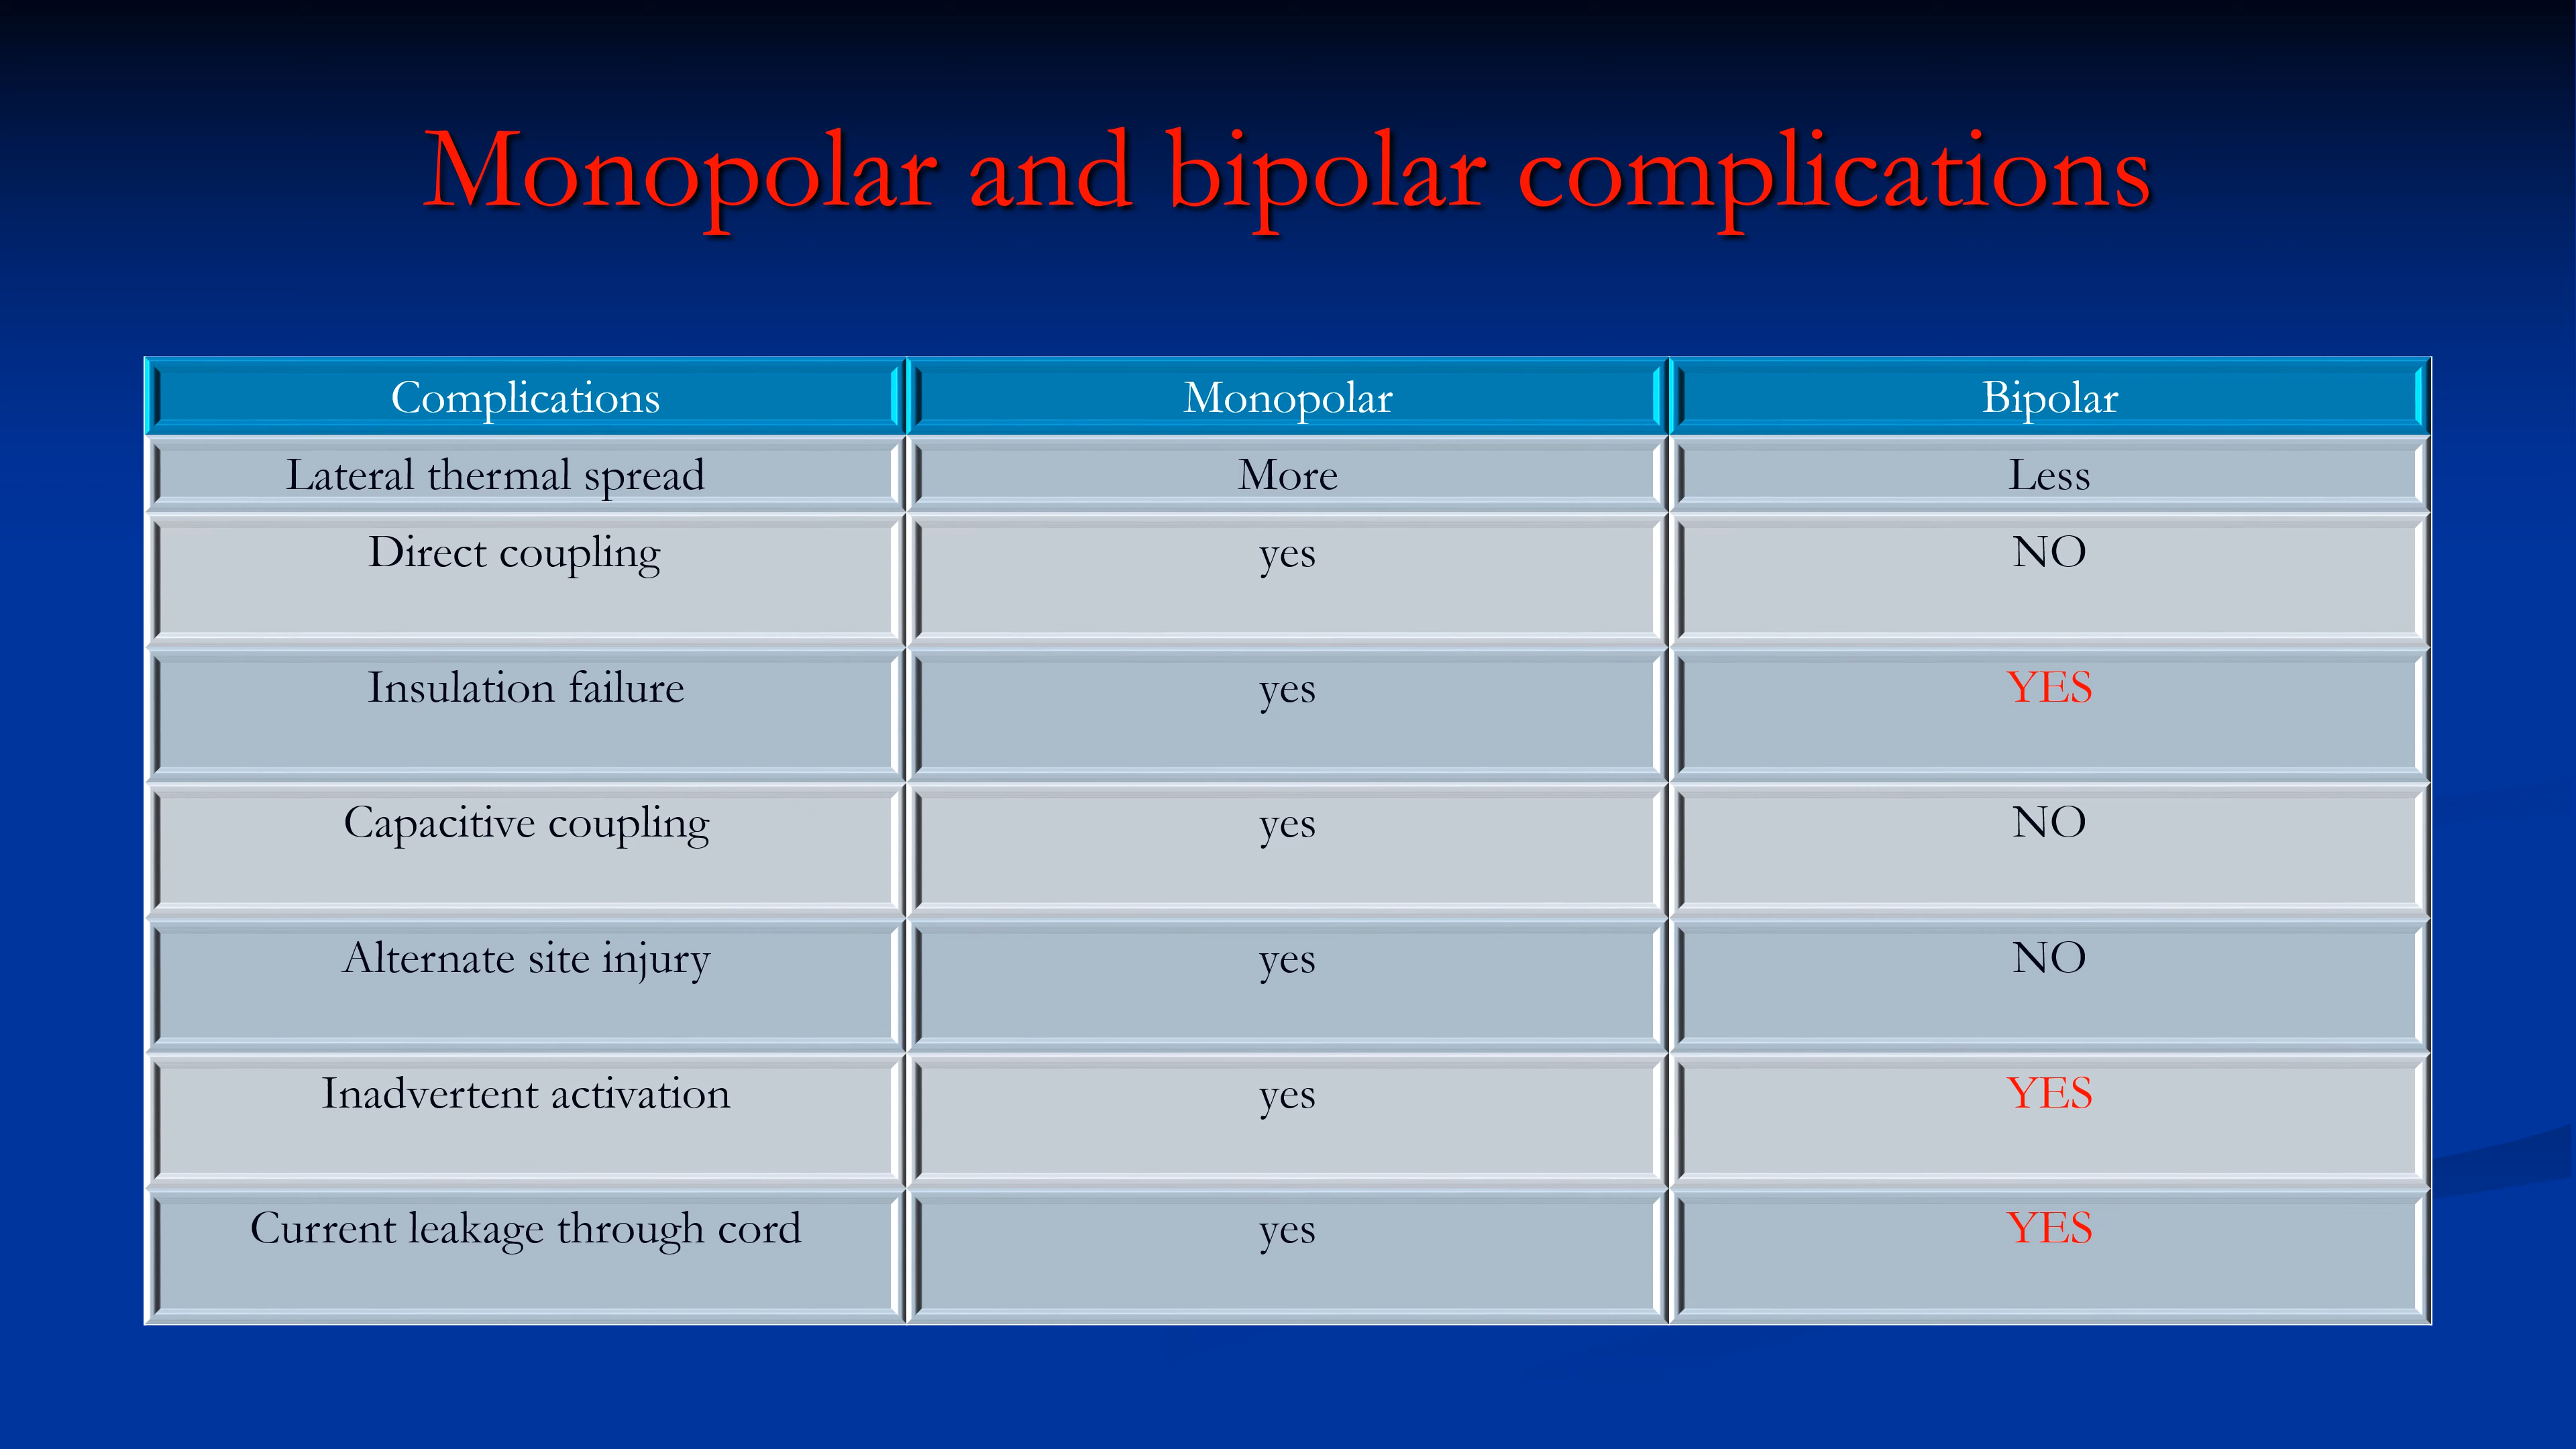 Monopolar and bipolar complications
Complications Monopolar Bipolar
Lateral thermal spread More Less
Direct coupling yes NO
Insulation failure yes YES
Capacitive coupling yes NO
Alternate site injury yes NO
Inadvertent activation yes YES
Current leakage through cord yes YES